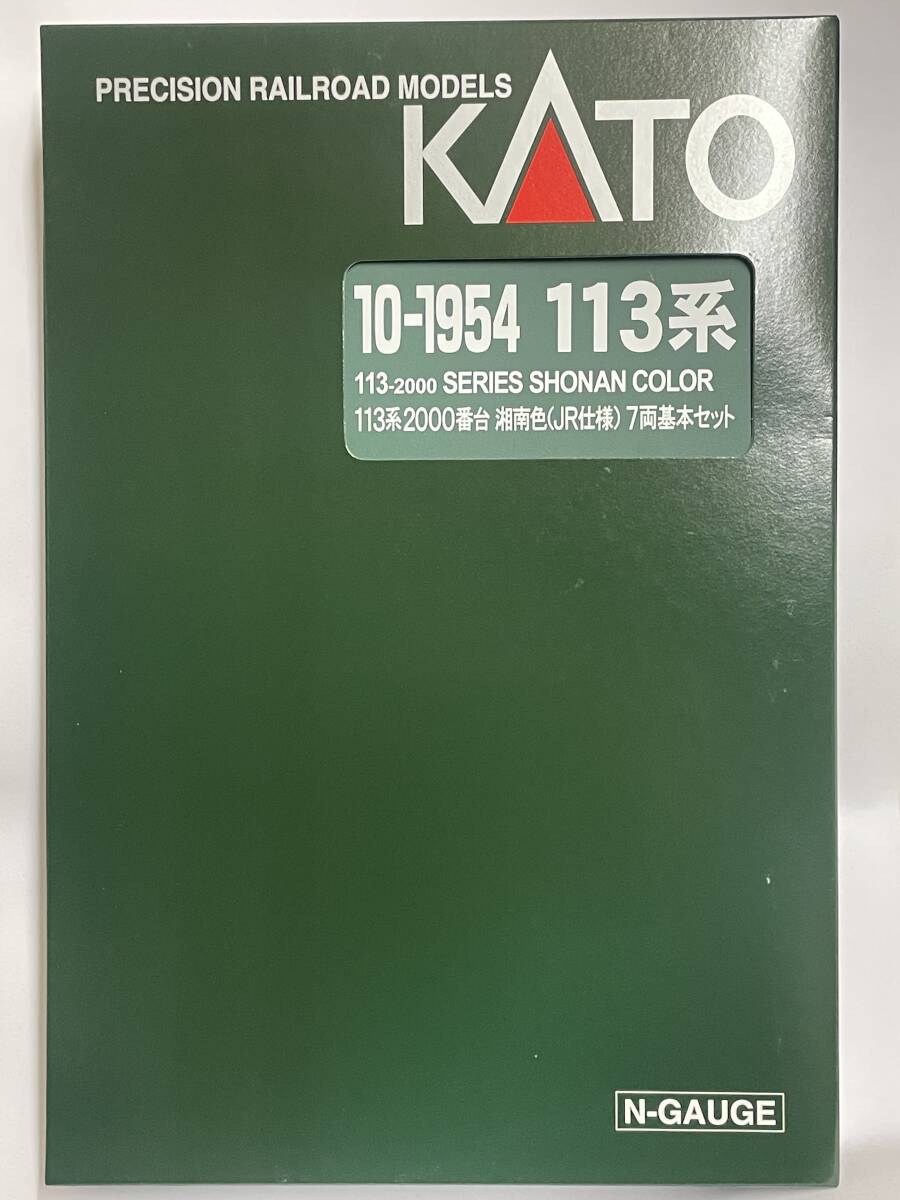 PRECISION RAILROAD MODELS
KATO
10-1954 113系
113-2000 SERIES SHONAN COLOR
113系2000番台 湘南色(JR仕様) 7両基本セット
N-GAUGE